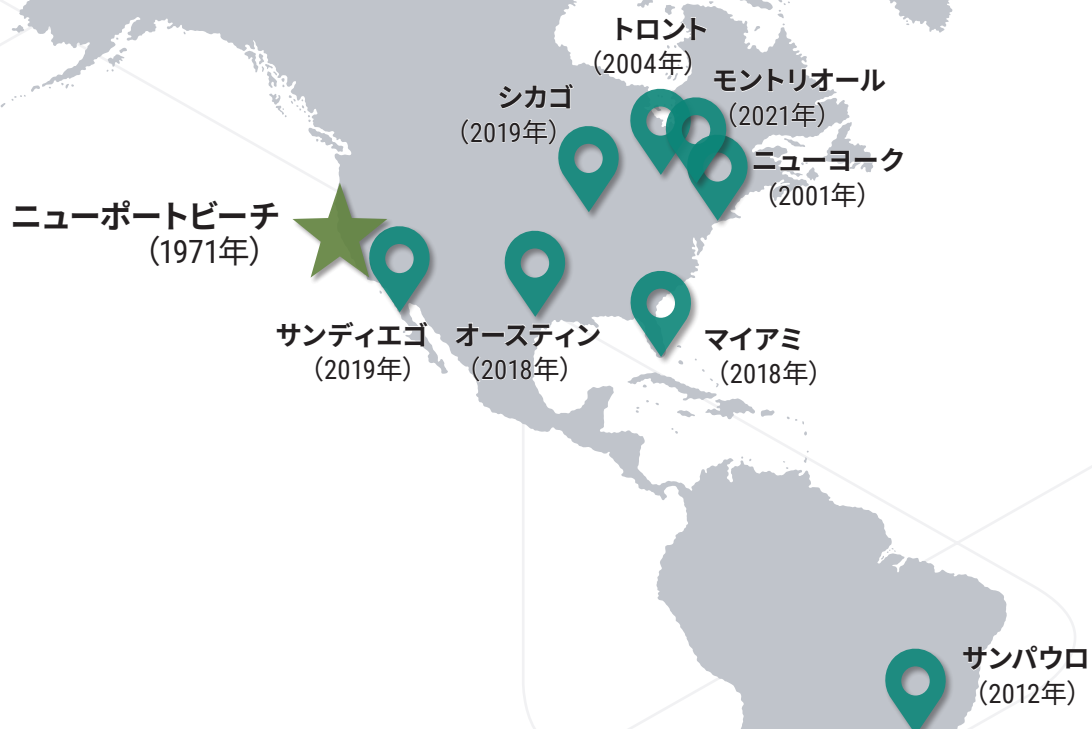 トロント
（2004年）
モントリオール
（2021年）
シカゴ
（2019年）
ニューヨーク
（2001年）
ニューポートビーチ
（1971年）
サンディエゴ
（2019年）
オースティン
（2018年）
マイアミ
（2018年）
サンパウロ
（2012年）